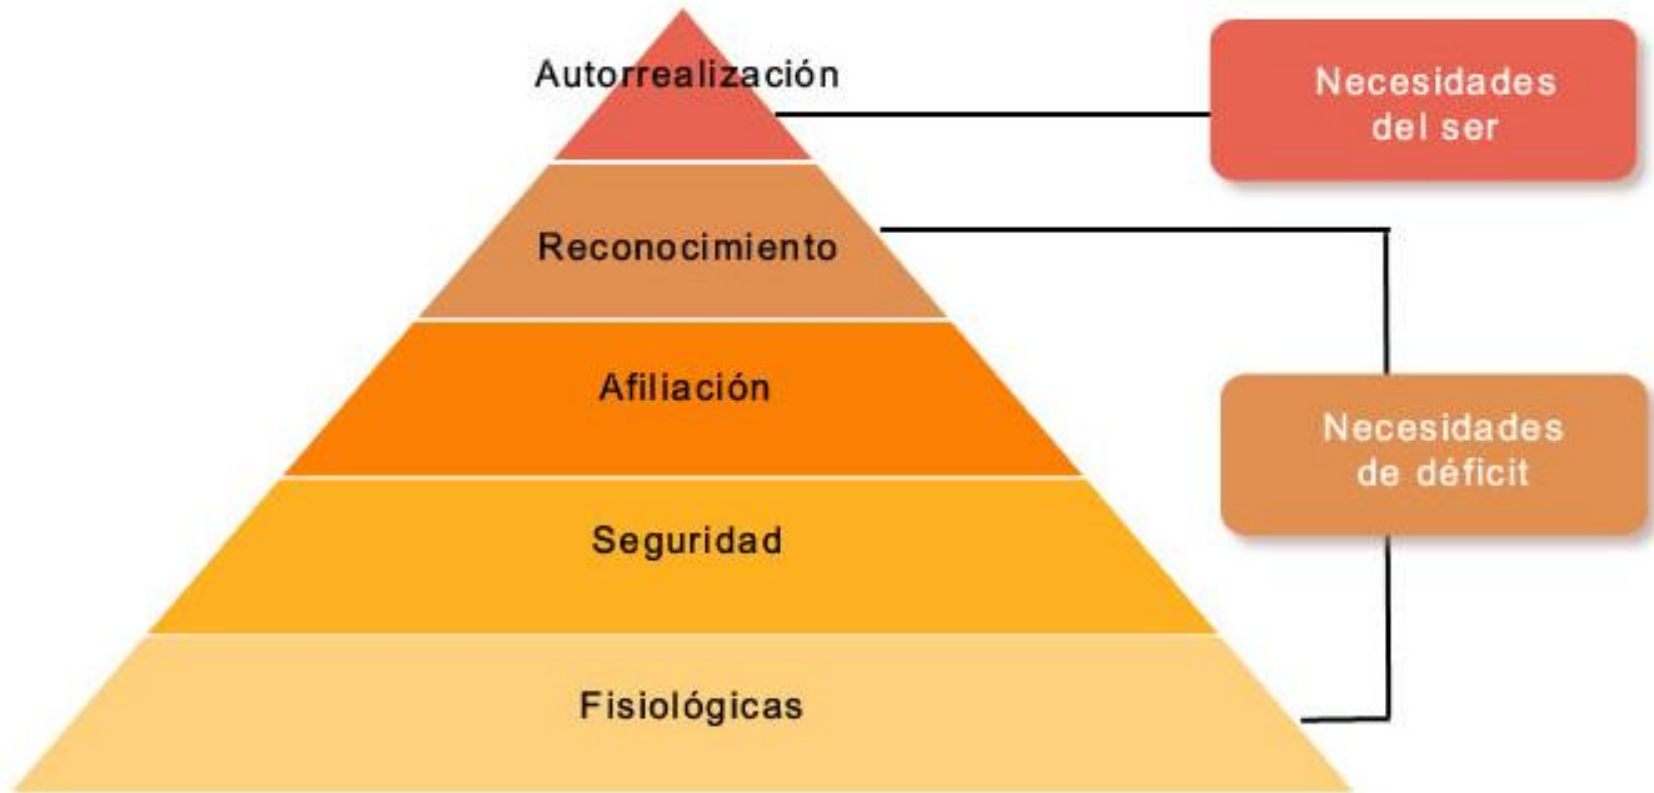 Autorrealización
Necesidades
del ser
Reconocimiento
Afiliación
Necesidades
de déficit
Seguridad
Fisiológicas